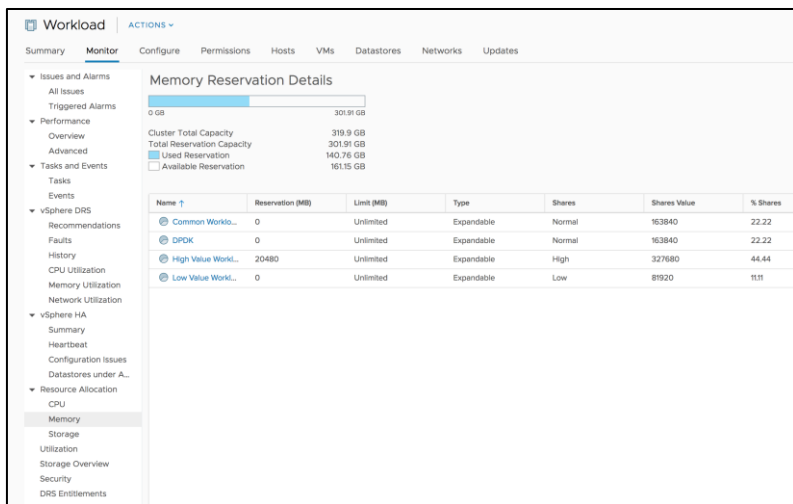 Workload ACTIONS
Summary Monitor Configure Permissions Hosts VMs Datastores Networks Updates
Issues and Alarms
All Issues
Triggered Alarms
Performance
Overview
Advanced
Tasks and Events
Tasks
Events
vSphere DRS
Recommendations
Faults
History
CPU Utilization
Memory Utilization
Network Utilization
vSphere HA
Summary
Heartbeat
Configuration Issues
Datastores under A...
Resource Allocation
CPU
Memory
Storage
Utilization
Storage Overview
Security
DRS Entitlements
Memory Reservation Details
0 GB 301.91 GB
Cluster Total Capacity 319.9 GB
Total Reservation Capacity 301.91 GB
Used Reservation 140.76 GB
Available Reservation 161.15 GB
Name ↑ Reservation (MB) Limit (MB) Type Shares Shares Value % Shares
Common Worklo... 0 Unlimited Expandable Normal 163840 22.22
DPDK 0 Unlimited Expandable Normal 163840 22.22
High Value Workl... 20480 Unlimited Expandable High 327680 44.44
Low Value Workl... 0 Unlimited Expandable Low 81920 11.11